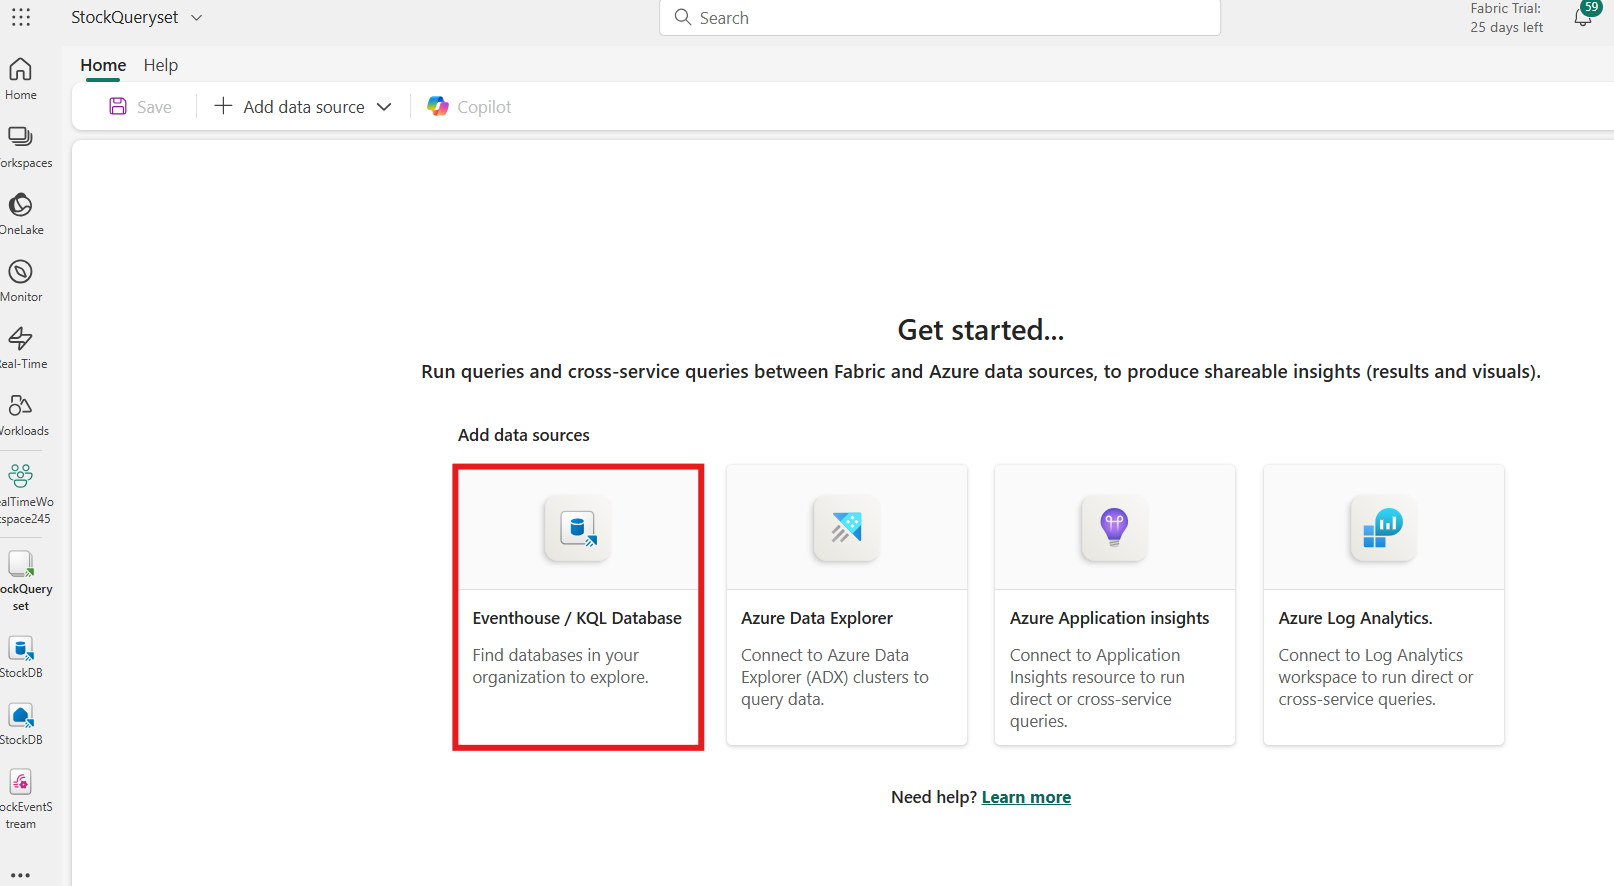 StockQueryset
Search
Fabric Trial:
25 days left
59
Home
Help
Save
Add data source
Copilot
Home
orkspaces
OneLake
Monitor
Real-Time
Workloads
ealTimeWo
kspace245
ockQuery
set
StockDB
StockDB
ockEventS
tream
Get started...
Run queries and cross-service queries between Fabric and Azure data sources, to produce shareable insights (results and visuals).
Add data sources
Eventhouse / KQL Database
Find databases in your
organization to explore.
Azure Data Explorer
Connect to Azure Data
Explorer (ADX) clusters to
query data.
Azure Application insights
Connect to Application
Insights resource to run
direct or cross-service
queries.
Azure Log Analytics.
Connect to Log Analytics
workspace to run direct or
cross-service queries.
Need help? Learn more